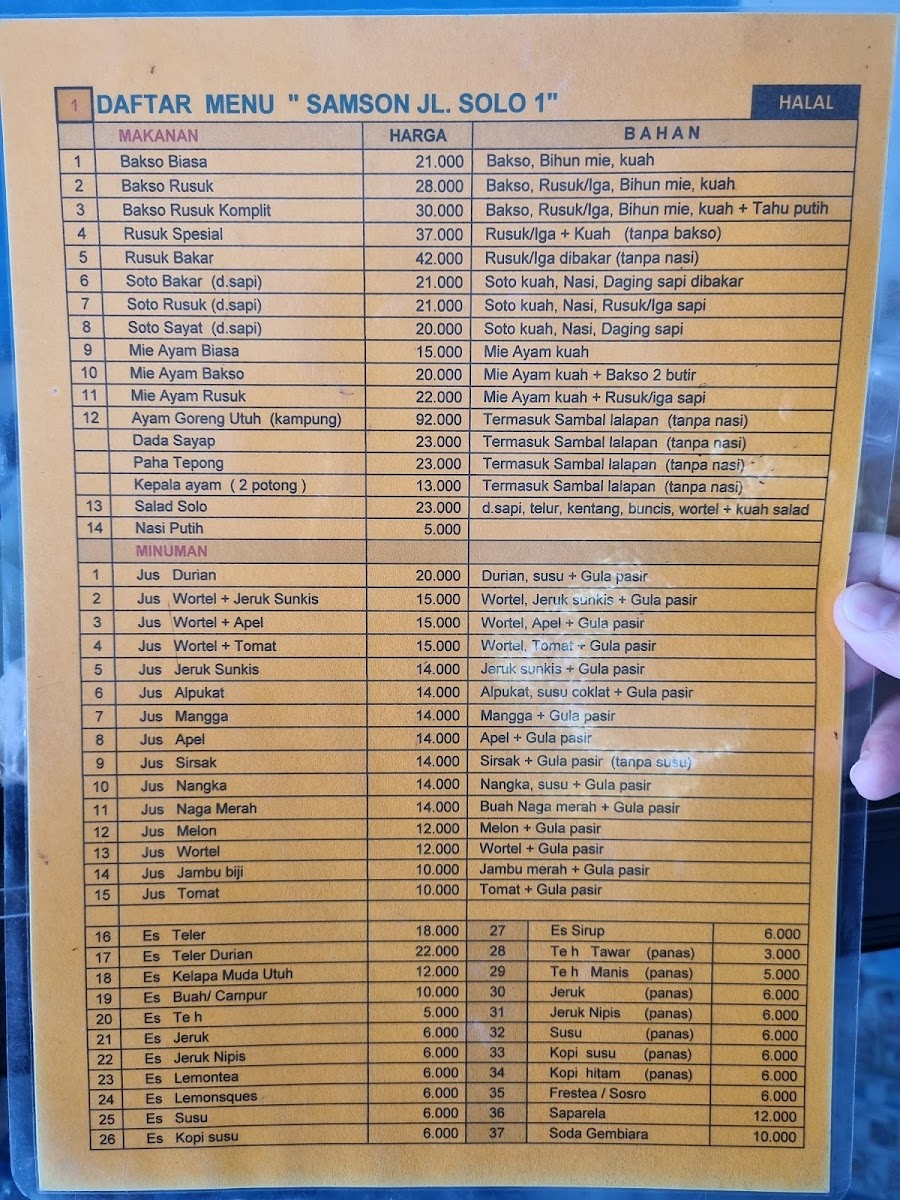 1 DAFTAR MENU " SAMSON JL. SOLO 1" HALAL
MAKANAN HARGA BAHAN
1 Bakso Biasa 21.000 Bakso, Bihun mie, kuah
2 Bakso Rusuk 28.000 Bakso, Rusuk/Iga, Bihun mie, kuah
3 Bakso Rusuk Komplit 30.000 Bakso, Rusuk/Iga, Bihun mie, kuah + Tahu putih
4 Rusuk Spesial 37.000 Rusuk/Iga + Kuah (tanpa bakso)
5 Rusuk Bakar 42.000 Rusuk/Iga dibakar (tanpa nasi)
6 Soto Bakar (d.sapi) 21.000 Soto kuah, Nasi, Daging sapi dibakar
7 Soto Rusuk (d.sapi) 21.000 Soto kuah, Nasi, Rusuk/Iga sapi
8 Soto Sayat (d.sapi) 20.000 Soto kuah, Nasi, Daging sapi
9 Mie Ayam Biasa 15.000 Mie Ayam kuah
10 Mie Ayam Bakso 20.000 Mie Ayam kuah + Bakso 2 butir
11 Mie Ayam Rusuk 22.000 Mie Ayam kuah + Rusuk/iga sapi
12 Ayam Goreng Utuh (kampung) 92.000 Termasuk Sambal lalapan (tanpa nasi)
Dada Sayap 23.000 Termasuk Sambal lalapan (tanpa nasi)
Paha Tepong 23.000 Termasuk Sambal lalapan (tanpa nasi)
Kepala ayam ( 2 potong ) 13.000 Termasuk Sambal lalapan (tanpa nasi)
13 Salad Solo 23.000 d.sapi, telur, kentang, buncis, wortel + kuah salad
14 Nasi Putih 5.000
MINUMAN
1 Jus Durian 20.000 Durian, susu + Gula pasir
2 Jus Wortel + Jeruk Sunkis 15.000 Wortel, Jeruk sunkis + Gula pasir
3 Jus Wortel + Apel 15.000 Wortel, Apel + Gula pasir
4 Jus Wortel + Tomat 15.000 Wortel, Tomat + Gula pasir
5 Jus Jeruk Sunkis 14.000 Jeruk sunkis + Gula pasir
6 Jus Alpukat 14.000 Alpukat, susu coklat + Gula pasir
7 Jus Mangga 14.000 Mangga + Gula pasir
8 Jus Apel 14.000 Apel + Gula pasir
9 Jus Sirsak 14.000 Sirsak + Gula pasir (tanpa susu)
10 Jus Nangka 14.000 Nangka, susu + Gula pasir
11 Jus Naga Merah 14.000 Buah Naga merah + Gula pasir
12 Jus Melon 12.000 Melon + Gula pasir
13 Jus Wortel 12.000 Wortel + Gula pasir
14 Jus Jambu biji 10.000 Jambu merah + Gula pasir
15 Jus Tomat 10.000 Tomat + Gula pasir
16 Es Teler 18.000 27 Es Sirup 6.000
17 Es Teler Durian 22.000 28 Te h Tawar (panas) 3.000
18 Es Kelapa Muda Utuh 12.000 29 Te h Manis (panas) 5.000
19 Es Buah/ Campur 10.000 30 Jeruk (panas) 6.000
20 Es Te h 5.000 31 Jeruk Nipis (panas) 6.000
21 Es Jeruk 6.000 32 Susu (panas) 6.000
22 Es Jeruk Nipis 6.000 33 Kopi susu (panas) 6.000
23 Es Lemontea 6.000 34 Kopi hitam (panas) 6.000
24 Es Lemonsques 6.000 35 Frestea / Sosro 6.000
25 Es Susu 6.000 36 Saparela 12.000
26 Es Kopi susu 6.000 37 Soda Gembiara 10.000